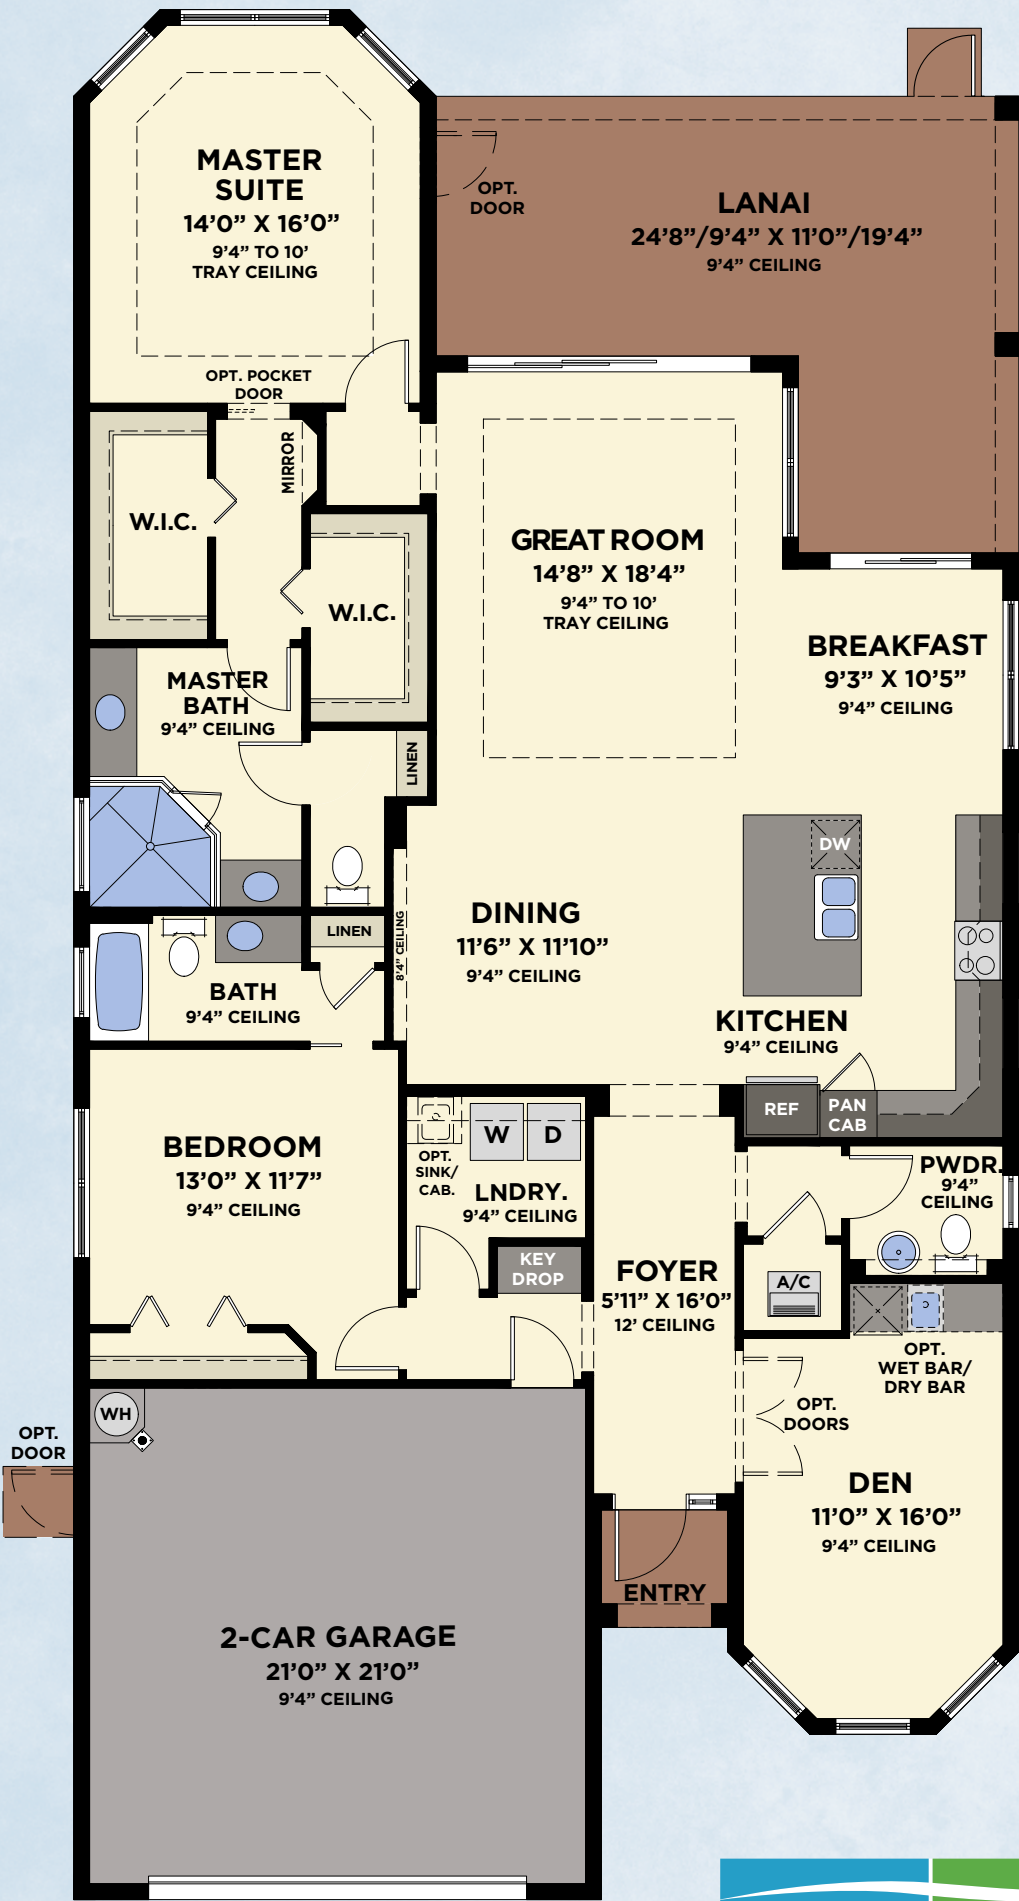 MASTER
SUITE
14'0” X 16'0”
9'4” TO 10'
TRAY CEILING
OPT.
DOOR
LANAI
24'8”/9'4” X 11'0”/19'4”
9'4” CEILING
OPT. POCKET
DOOR
MIRROR
W.I.C.
W.I.C.
GREAT ROOM
14'8” X 18'4”
9'4” TO 10'
TRAY CEILING
BREAKFAST
9'3” X 10'5”
9'4” CEILING
MASTER
BATH
9'4” CEILING
LINEN
DW
DINING
11'6” X 11'10”
9'4” CEILING
8'4” CEILING
LINEN
BATH
9'4” CEILING
KITCHEN
9'4” CEILING
REF
PAN
CAB
BEDROOM
13'0” X 11'7”
9'4” CEILING
W
D
OPT.
SINK/
CAB.
LNDRY.
9'4” CEILING
PWDR.
9'4”
CEILING
KEY
DROP
FOYER
5'11” X 16'0”
12' CEILING
A/C
OPT.
WET BAR/
DRY BAR
OPT.
DOORS
WH
OPT.
DOOR
DEN
11'0” X 16'0”
9'4” CEILING
ENTRY
2-CAR GARAGE
21'0” X 21'0”
9'4” CEILING